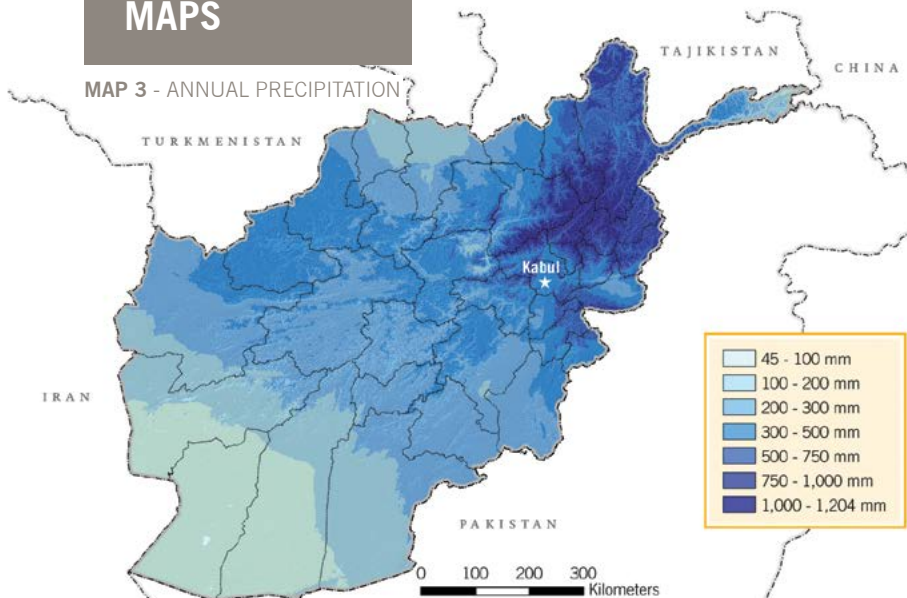 MAPS
MAP 3 - ANNUAL PRECIPITATION
TAJIKISTAN
CHINA
TURKMENISTAN
Kabul
IRAN
45 - 100 mm
100 - 200 mm
200 - 300 mm
300 - 500 mm
500 - 750 mm
750 - 1,000 mm
1,000 - 1,204 mm
PAKISTAN
0 100 200 300
Kilometers